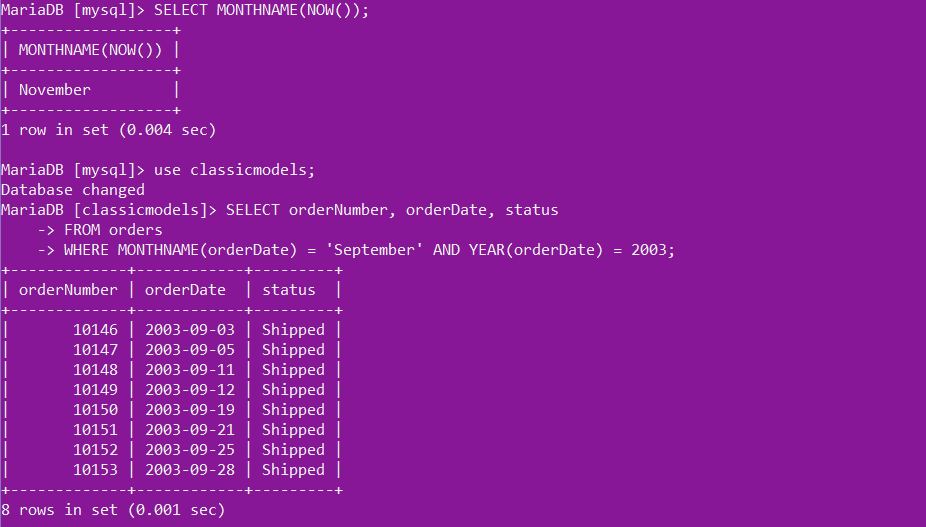 MariaDB [mysql]> SELECT MONTHNAME(NOW());
+------------------+
| MONTHNAME(NOW()) |
+------------------+
| November         |
+------------------+
1 row in set (0.004 sec)

MariaDB [mysql]> use classicmodels;
Database changed
MariaDB [classicmodels]> SELECT orderNumber, orderDate, status
    -> FROM orders
    -> WHERE MONTHNAME(orderDate) = 'September' AND YEAR(orderDate) = 2003;
+-------------+------------+---------+
| orderNumber | orderDate  | status  |
+-------------+------------+---------+
|       10146 | 2003-09-03 | Shipped |
|       10147 | 2003-09-05 | Shipped |
|       10148 | 2003-09-11 | Shipped |
|       10149 | 2003-09-12 | Shipped |
|       10150 | 2003-09-19 | Shipped |
|       10151 | 2003-09-21 | Shipped |
|       10152 | 2003-09-25 | Shipped |
|       10153 | 2003-09-28 | Shipped |
+-------------+------------+---------+
8 rows in set (0.001 sec)